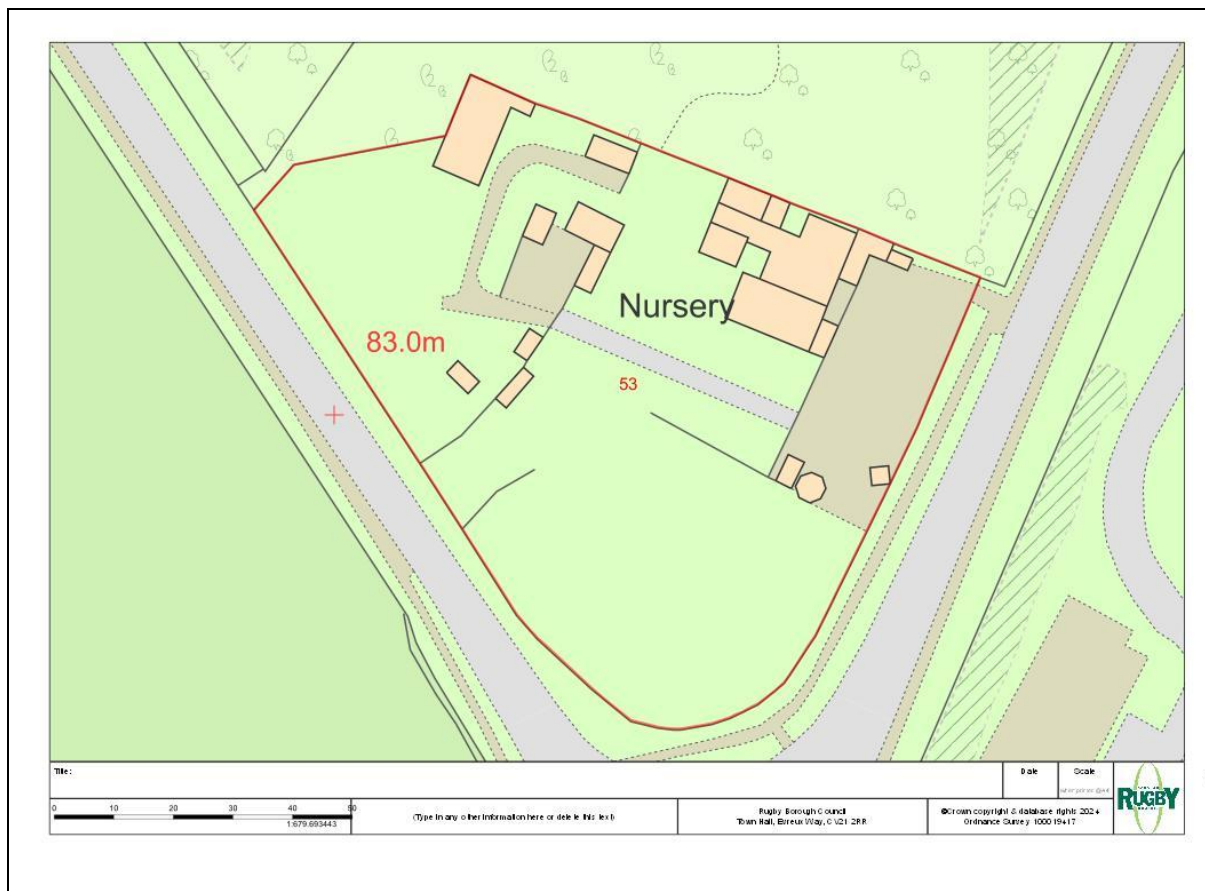 Nursery
83.0m
53
Title:
Date
Scale
0 10 20 30 40 50
1:679.693443
(Type in any other information here or delete this text)
Rugby Borough Council
Town Hall, Evreux Way, CV21 2RR
©Crown copyright & database rights 2024
Ordnance Survey 100019417
RUGBY